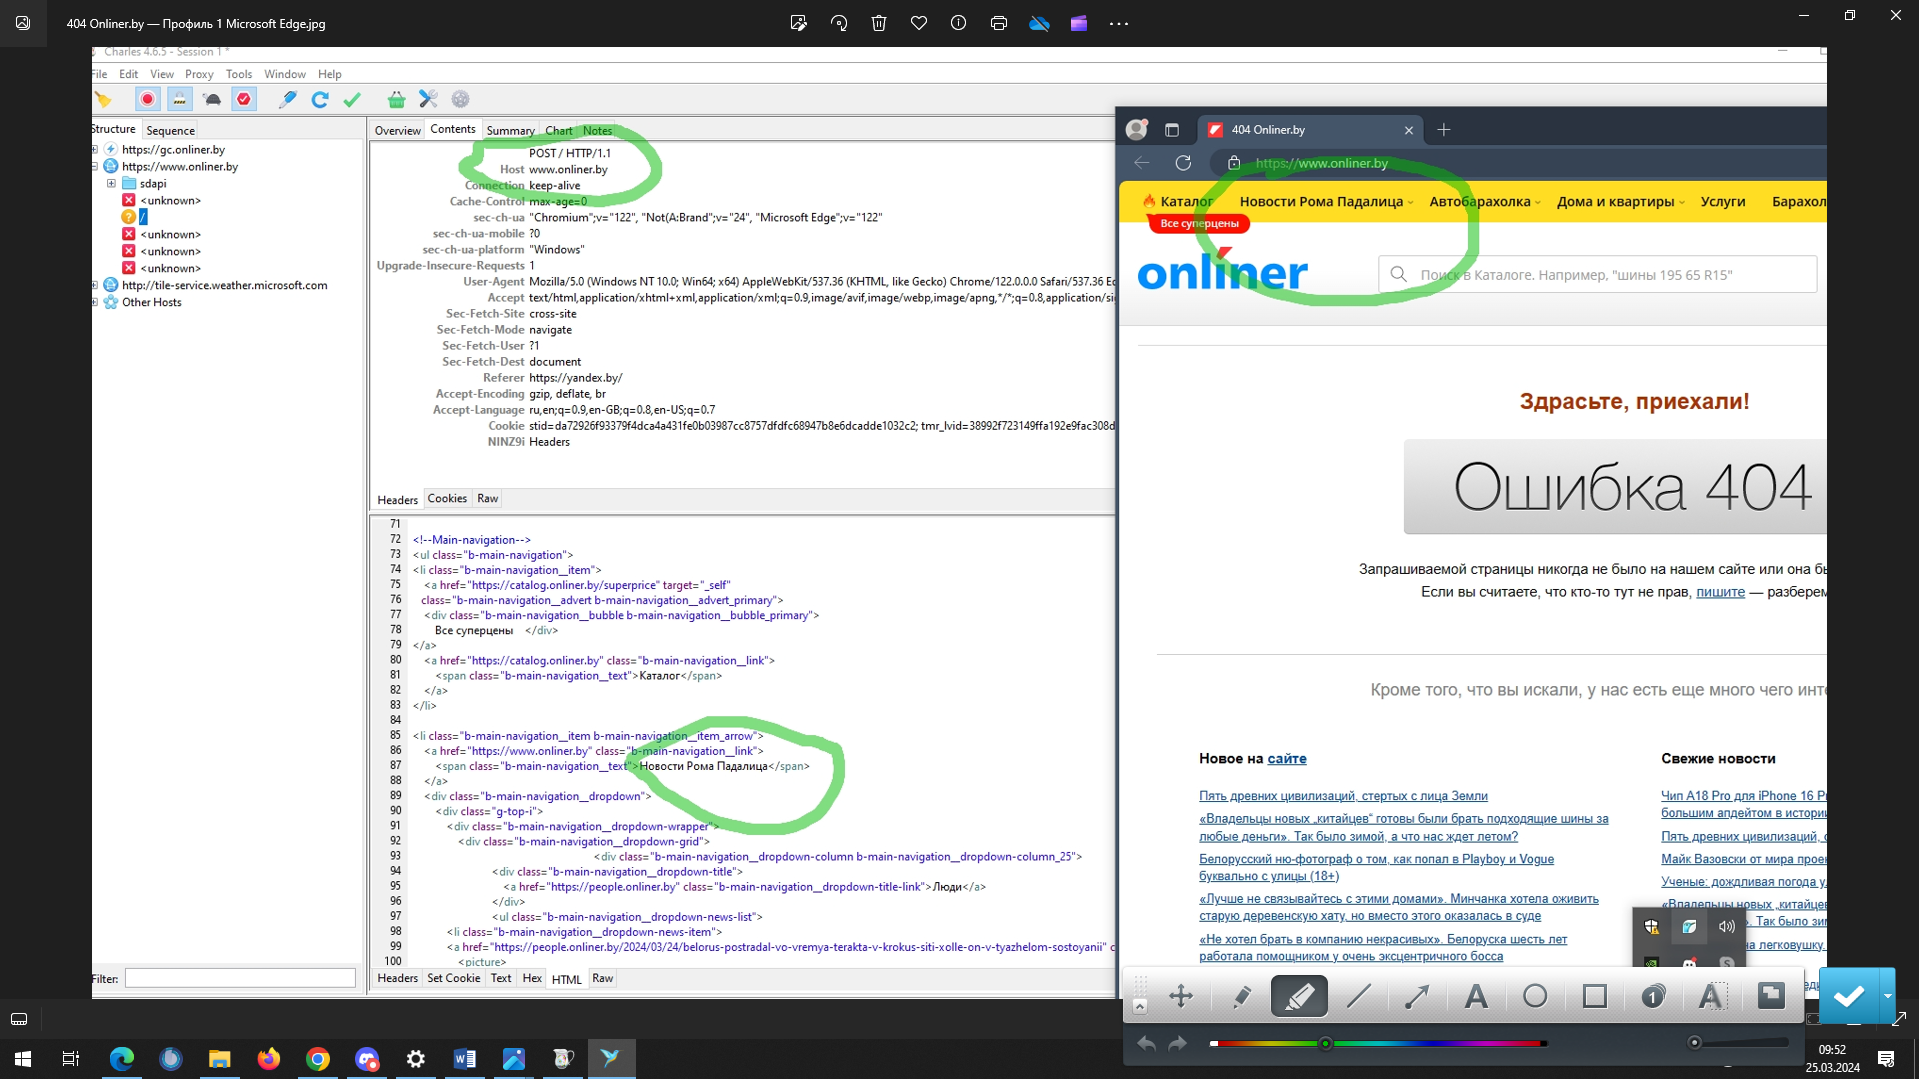 404 Onliner.by — Профиль 1 Microsoft Edge.jpg
Charles 4.6.5 - Session 1 *
File Edit View Proxy Tools Window Help
Structure Sequence
https://gc.onliner.by
https://www.onliner.by
sdapi
<unknown>
/
<unknown>
<unknown>
<unknown>
http://tile-service.weather.microsoft.com
Other Hosts
Filter:
Overview Contents Summary Chart Notes
POST / HTTP/1.1
Host www.onliner.by
Connection keep-alive
Cache-Control max-age=0
sec-ch-ua "Chromium";v="122", "Not(A:Brand";v="24", "Microsoft Edge";v="122"
sec-ch-ua-mobile ?0
sec-ch-ua-platform "Windows"
Upgrade-Insecure-Requests 1
User-Agent Mozilla/5.0 (Windows NT 10.0; Win64; x64) AppleWebKit/537.36 (KHTML, like Gecko) Chrome/122.0.0.0 Safari/537.36 Ed
Accept text/html,application/xhtml+xml,application/xml;q=0.9,image/avif,image/webp,image/apng,*/*;q=0.8,application/si
Sec-Fetch-Site cross-site
Sec-Fetch-Mode navigate
Sec-Fetch-User ?1
Sec-Fetch-Dest document
Referer https://yandex.by/
Accept-Encoding gzip, deflate, br
Accept-Language ru,en;q=0.9,en-GB;q=0.8,en-US;q=0.7
Cookie stid=da72926f93379f4dca4a431fe0b03987cc8757dfdfc68947b8e6dcadde1032c2; tmr_lvid=38992f723149ffa192e9fac308d
NINZ9i Headers
Headers Cookies Raw
71
72 <!--Main-navigation-->
73 <ul class="b-main-navigation">
74 <li class="b-main-navigation__item">
75 <a href="https://catalog.onliner.by/superprice" target="_self"
76 class="b-main-navigation__advert b-main-navigation__advert_primary">
77 <div class="b-main-navigation__bubble b-main-navigation__bubble_primary">
78 Все суперцены </div>
79 </a>
80 <a href="https://catalog.onliner.by" class="b-main-navigation__link">
81 <span class="b-main-navigation__text">Каталог</span>
82 </a>
83 </li>
84
85 <li class="b-main-navigation__item b-main-navigation__item_arrow">
86 <a href="https://www.onliner.by" class="b-main-navigation__link">
87 <span class="b-main-navigation__text">Новости Рома Падалица</span>
88 </a>
89 <div class="b-main-navigation__dropdown">
90 <div class="g-top-i">
91 <div class="b-main-navigation__dropdown-wrapper">
92 <div class="b-main-navigation__dropdown-grid">
93 <div class="b-main-navigation__dropdown-column b-main-navigation__dropdown-column_25">
94 <div class="b-main-navigation__dropdown-title">
95 <a href="https://people.onliner.by" class="b-main-navigation__dropdown-title-link">Люди</a>
96 </div>
97 <ul class="b-main-navigation__dropdown-news-list">
98 <li class="b-main-navigation__dropdown-news-item">
99 <a href="https://people.onliner.by/2024/03/24/belorus-postradal-vo-vremya-terakta-v-krokus-siti-xolle-on-v-tyazhelom-sostoyanii" c
100 <picture>
Headers Set Cookie Text Hex HTML Raw
404 Onliner.by
https://www.onliner.by
Каталог Новости Рома Падалица Автобарахолка Дома и квартиры Услуги Барахол
Все суперцены
onliner
Поиск в Каталоге. Например, "шины 195 65 R15"
Здрасьте, приехали!
Ошибка 404
Запрашиваемой страницы никогда не было на нашем сайте или она бы
Если вы считаете, что кто-то тут не прав, пишите — разберем
Кроме того, что вы искали, у нас есть еще много чего инт
Новое на сайте
Пять древних цивилизаций, стертых с лица Земли
«Владельцы новых „китайцев“ готовы были брать подходящие шины за
любые деньги». Так было зимой, а что нас ждет летом?
Белорусский ню-фотограф о том, как попал в Playboy и Vogue
буквально с улицы (18+)
«Лучше не связывайтесь с этими домами». Минчанка хотела оживить
старую деревенскую хату, но вместо этого оказалась в суде
«Не хотел брать в компанию некрасивых». Белоруска шесть лет
работала помощником у очень эксцентричного босса
Свежие новости
Чип A18 Pro для iPhone 16 P
большим апдейтом в истори
Пять древних цивилизаций, с
Майк Вазовски от мира прое
Ученые: дождливая погода у
«Владельцы новых „китайцев
. Так было зи
на легковушку.
09:52
25.03.2024